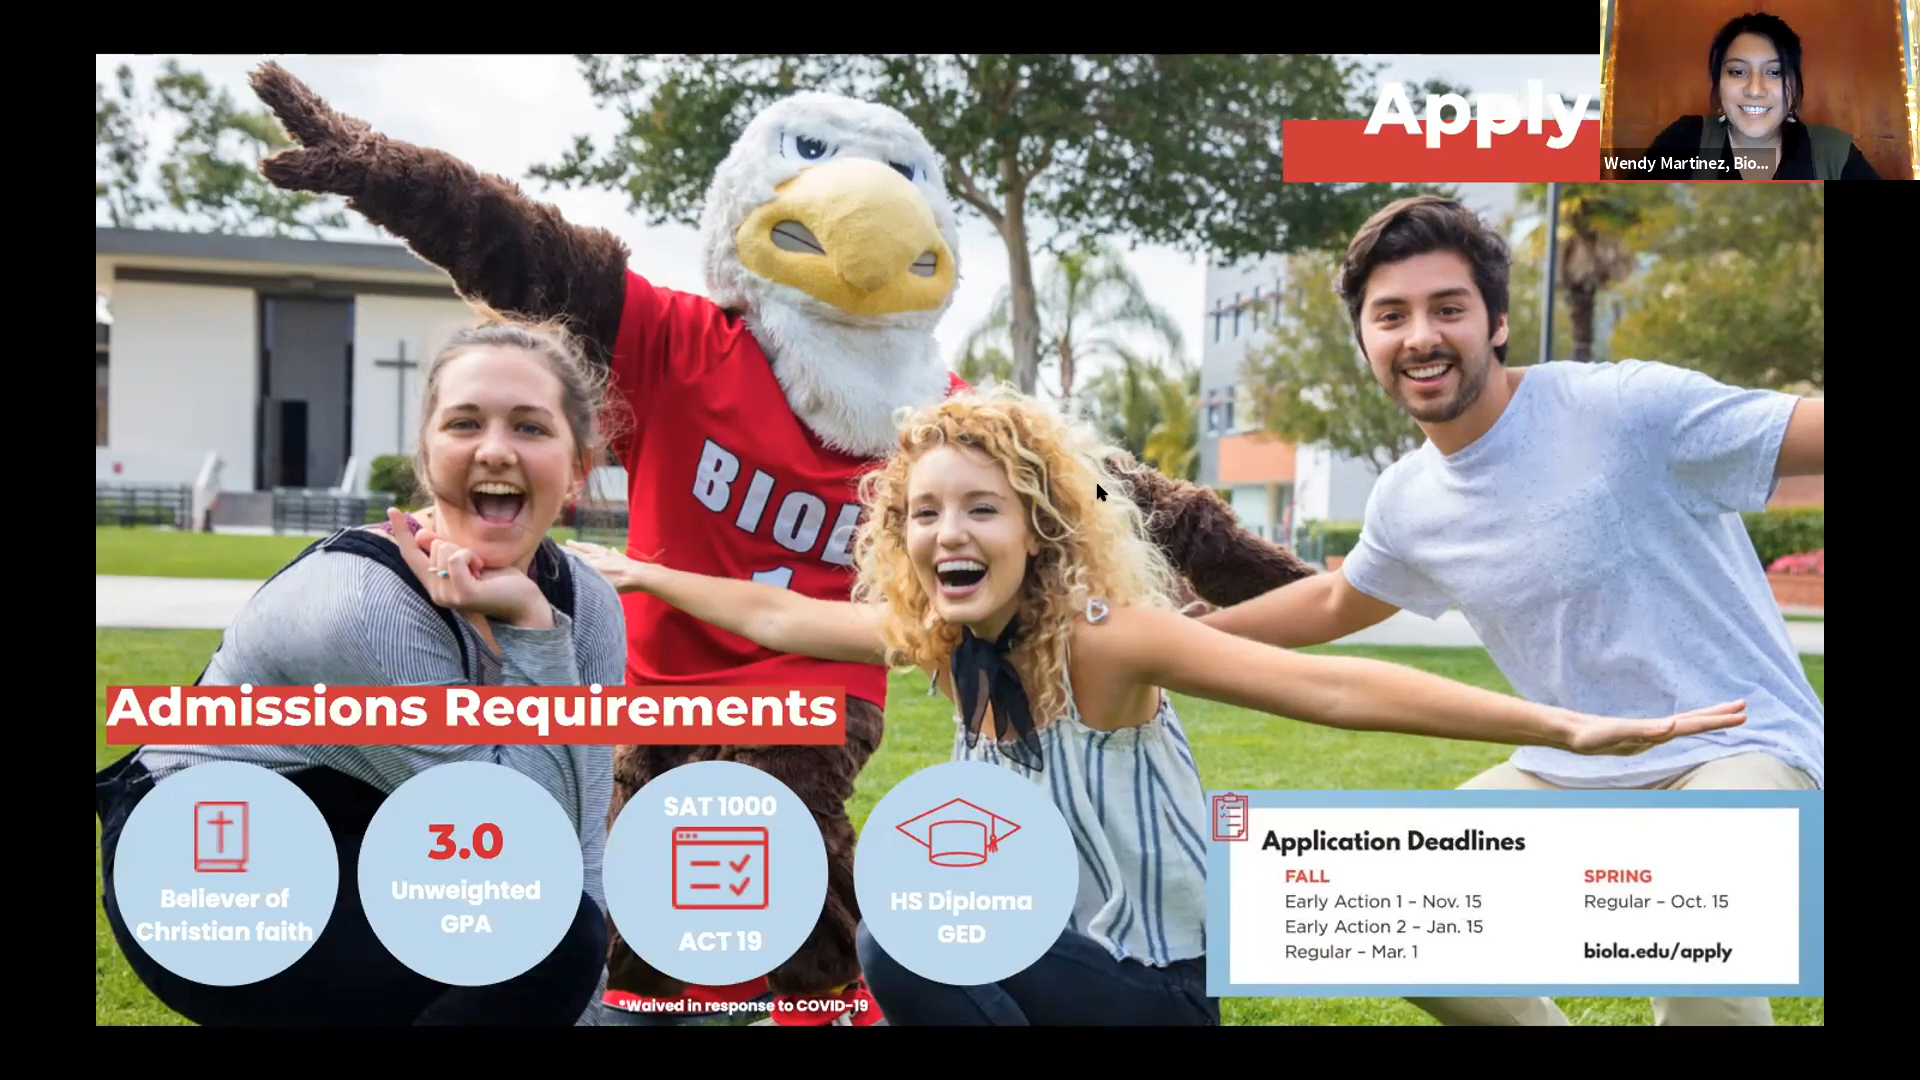 Apply
Wendy Martinez, Bio...
BIOL
1
Admissions Requirements
Believer of
Christian faith
3.0
Unweighted
GPA
SAT 1000
ACT 19
HS Diploma
GED
*Waived in response to COVID-19
Application Deadlines
FALL
Early Action 1 – Nov. 15
Early Action 2 – Jan. 15
Regular – Mar. 1
SPRING
Regular – Oct. 15
biola.edu/apply